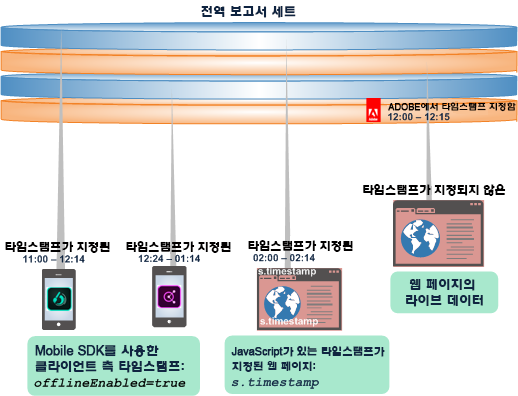 전역 보고서 세트
ADOBE에서 타임스탬프 지정함
12:00 – 12:15
타임스탬프가 지정되지 않은
타임스탬프가 지정된
11:00 – 12:14
타임스탬프가 지정된
12:24 – 01:14
타임스탬프가 지정된
02:00 – 02:14
s.timestamp
s.timestamp
웹 페이지의
라이브 데이터
Mobile SDK를 사용한
클라이언트 측 타임스탬프:
offlineEnabled=true
JavaScript가 있는 타임스탬프가
지정된 웹 페이지:
s.timestamp